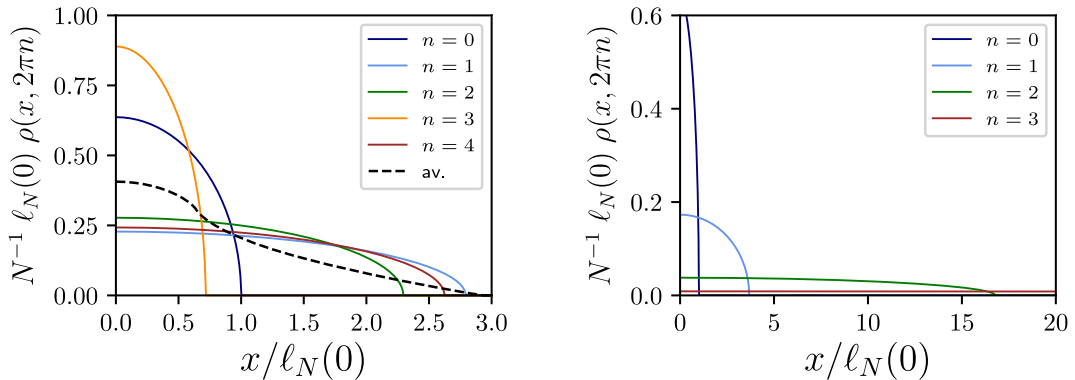 N⁻¹ ℓ_N(0) ρ(x, 2πn)
1.00
0.75
0.50
0.25
0.00
0.0 0.5 1.0 1.5 2.0 2.5 3.0
x/ℓ_N(0)
n = 0
n = 1
n = 2
n = 3
n = 4
av.
N⁻¹ ℓ_N(0) ρ(x, 2πn)
0.6
0.4
0.2
0.0
0 5 10 15 20
x/ℓ_N(0)
n = 0
n = 1
n = 2
n = 3